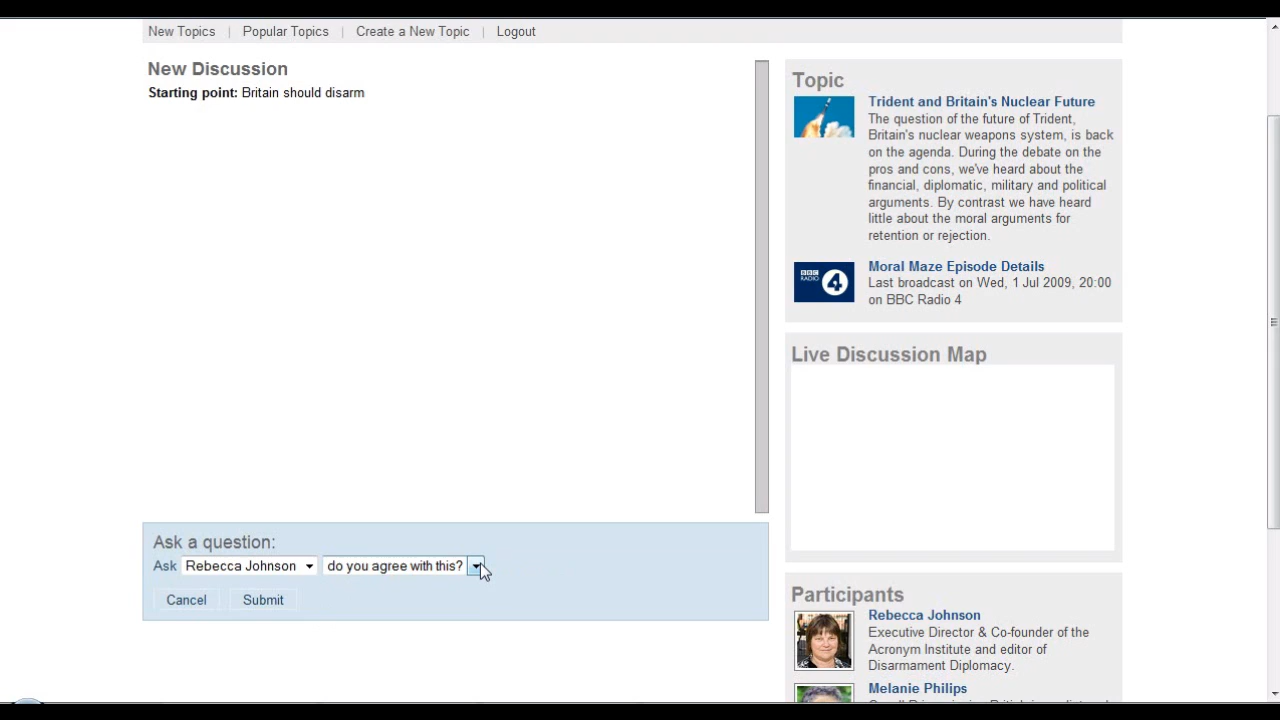 New Topics | Popular Topics | Create a New Topic | Logout
New Discussion
Starting point: Britain should disarm
Ask a question:
Ask Rebecca Johnson do you agree with this?
Cancel Submit
Topic
Trident and Britain's Nuclear Future
The question of the future of Trident,
Britain's nuclear weapons system, is back
on the agenda. During the debate on the
pros and cons, we've heard about the
financial, diplomatic, military and political
arguments. By contrast we have heard
little about the moral arguments for
retention or rejection.
BBC
RADIO 4
Moral Maze Episode Details
Last broadcast on Wed, 1 Jul 2009, 20:00
on BBC Radio 4
Live Discussion Map
Participants
Rebecca Johnson
Executive Director & Co-founder of the
Acronym Institute and editor of
Disarmament Diplomacy.
Melanie Philips